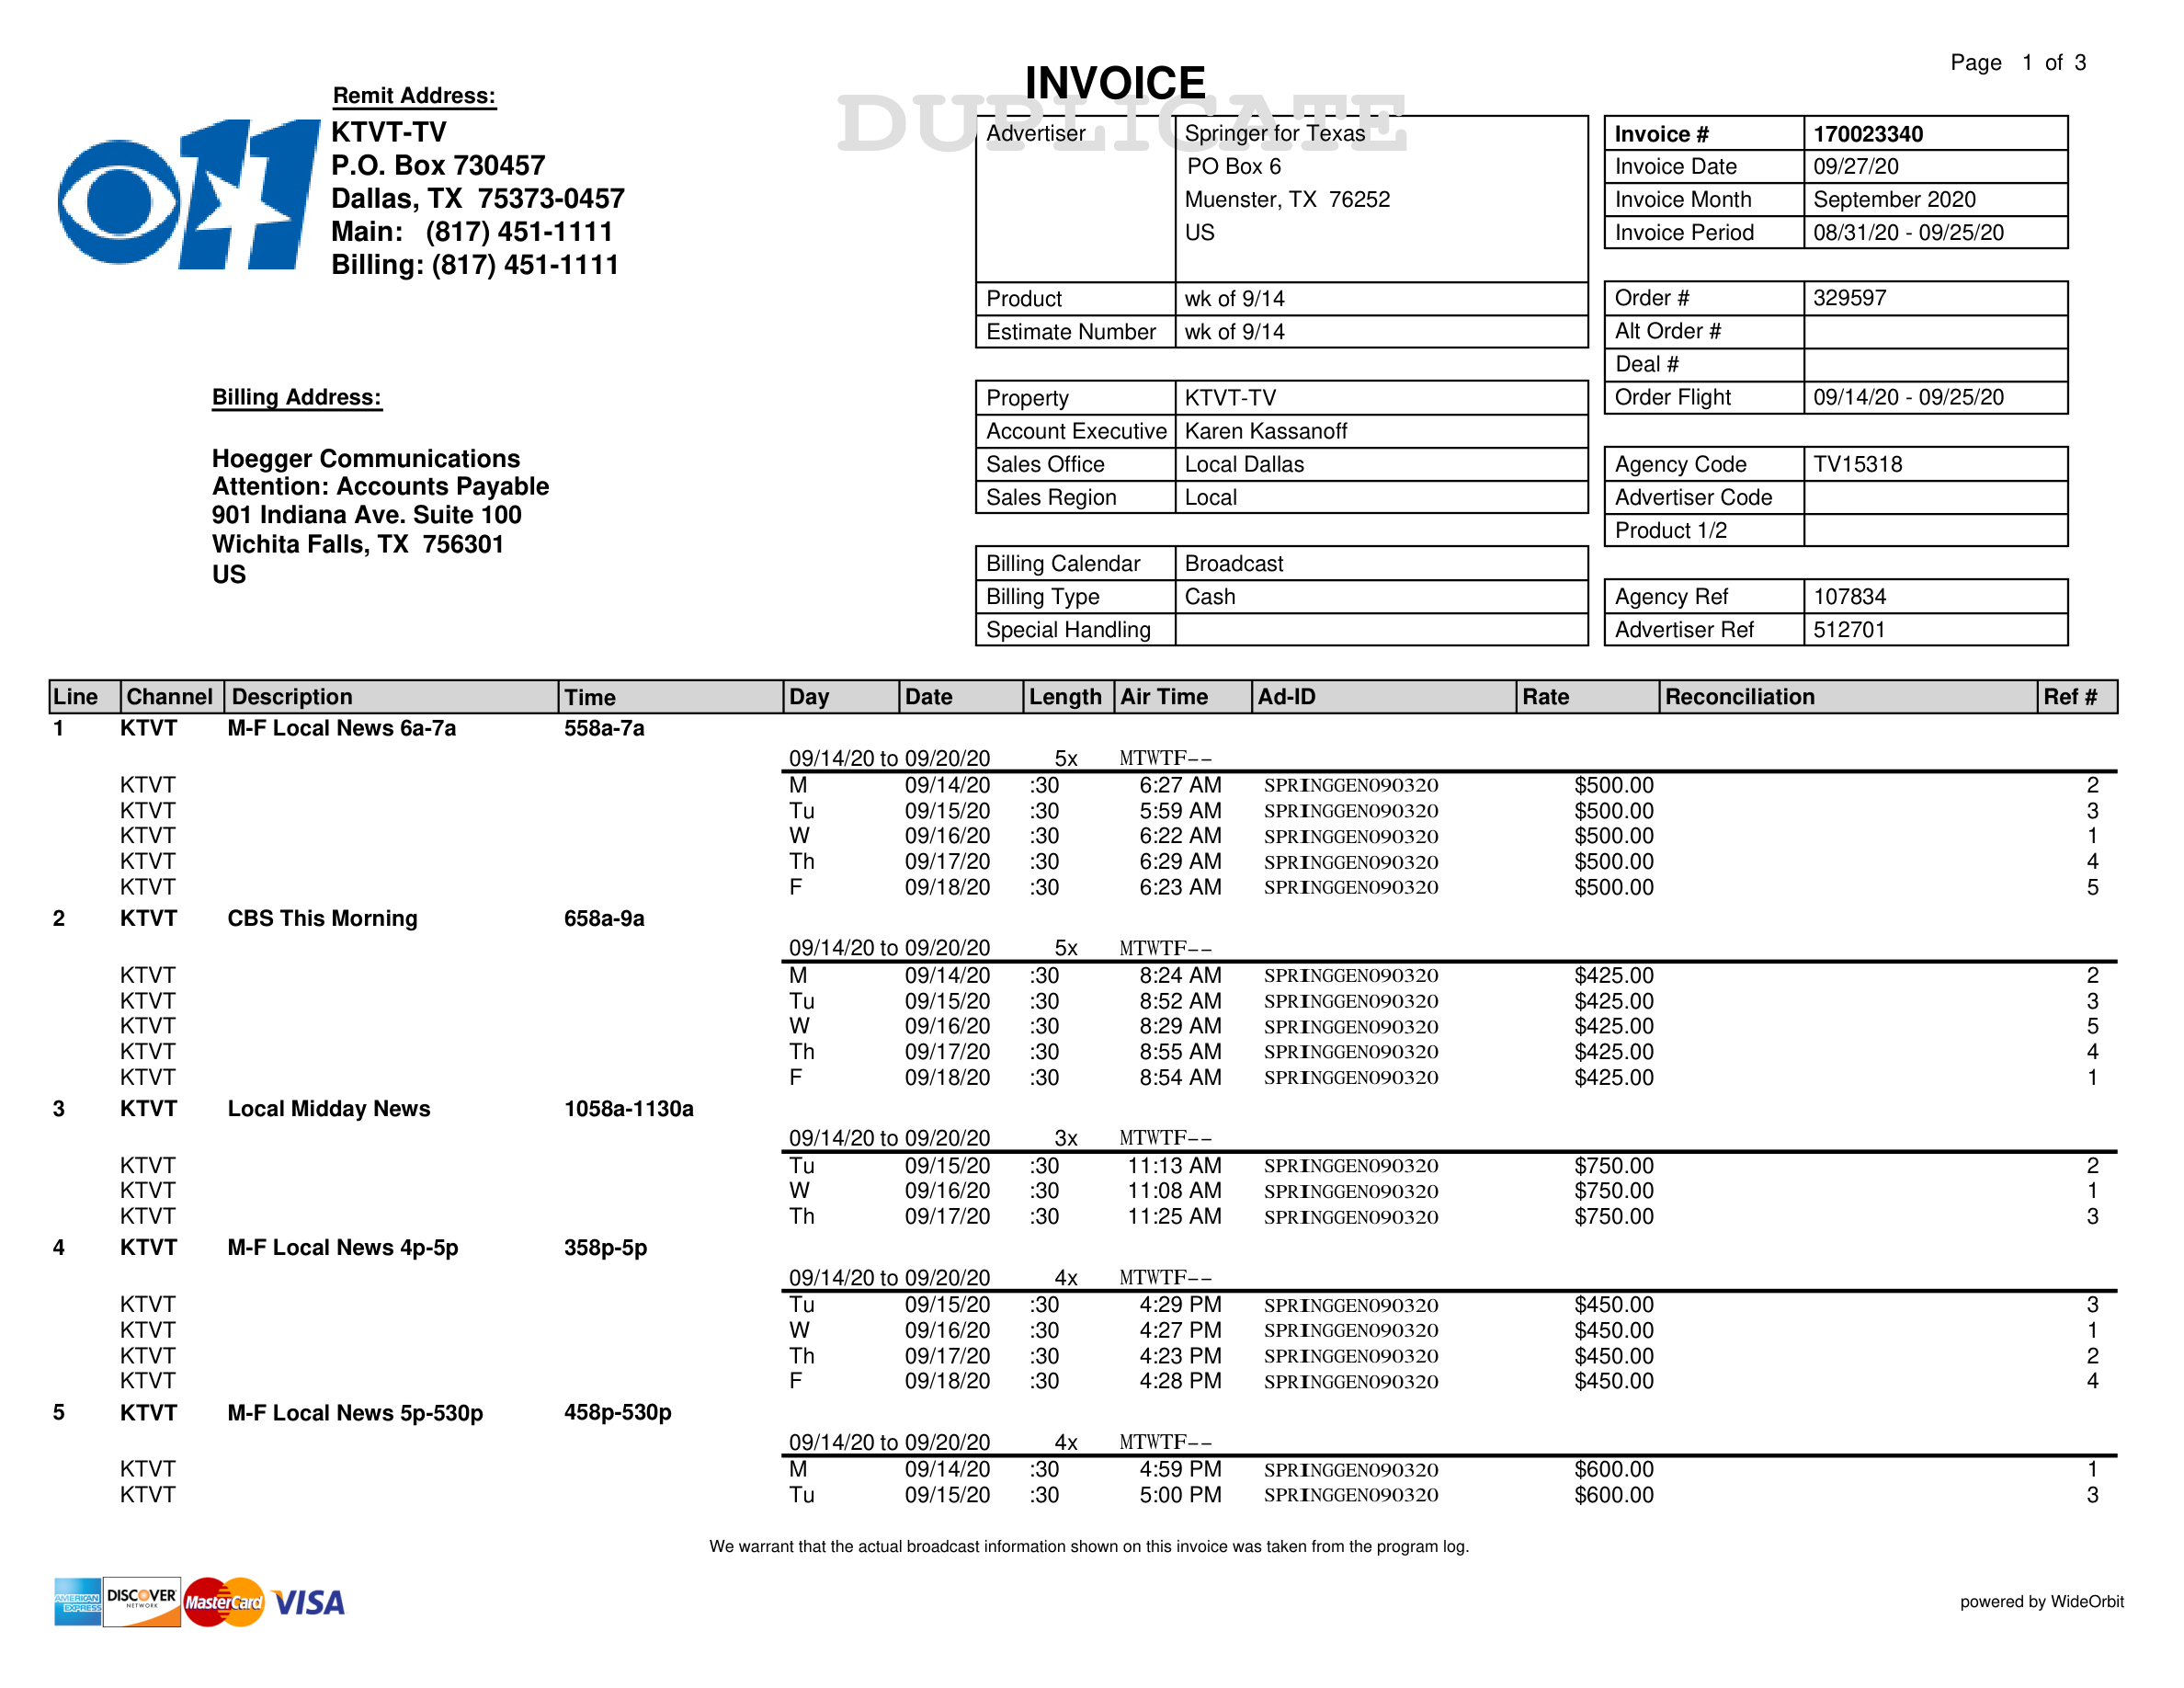 Page 1 of 3
INVOICE
DUPLICATE
Remit Address:
11
KTVT-TV
P.O. Box 730457
Dallas, TX 75373-0457
Main: (817) 451-1111
Billing: (817) 451-1111
Billing Address:
Hoegger Communications
Attention: Accounts Payable
901 Indiana Ave. Suite 100
Wichita Falls, TX 756301
US
Advertiser Springer for Texas
PO Box 6
Muenster, TX 76252
US
Product wk of 9/14
Estimate Number wk of 9/14
Property KTVT-TV
Account Executive Karen Kassanoff
Sales Office Local Dallas
Sales Region Local
Billing Calendar Broadcast
Billing Type Cash
Special Handling
Invoice # 170023340
Invoice Date 09/27/20
Invoice Month September 2020
Invoice Period 08/31/20 - 09/25/20
Order # 329597
Alt Order #
Deal #
Order Flight 09/14/20 - 09/25/20
Agency Code TV15318
Advertiser Code
Product 1/2
Agency Ref 107834
Advertiser Ref 512701
Line Channel Description Time Day Date Length Air Time Ad-ID Rate Reconciliation Ref #
1 KTVT M-F Local News 6a-7a 558a-7a
09/14/20 to 09/20/20 5x MTWTF--
KTVT M 09/14/20 :30 6:27 AM SPRINGGEN090320 $500.00 2
KTVT Tu 09/15/20 :30 5:59 AM SPRINGGEN090320 $500.00 3
KTVT W 09/16/20 :30 6:22 AM SPRINGGEN090320 $500.00 1
KTVT Th 09/17/20 :30 6:29 AM SPRINGGEN090320 $500.00 4
KTVT F 09/18/20 :30 6:23 AM SPRINGGEN090320 $500.00 5
2 KTVT CBS This Morning 658a-9a
09/14/20 to 09/20/20 5x MTWTF--
KTVT M 09/14/20 :30 8:24 AM SPRINGGEN090320 $425.00 2
KTVT Tu 09/15/20 :30 8:52 AM SPRINGGEN090320 $425.00 3
KTVT W 09/16/20 :30 8:29 AM SPRINGGEN090320 $425.00 5
KTVT Th 09/17/20 :30 8:55 AM SPRINGGEN090320 $425.00 4
KTVT F 09/18/20 :30 8:54 AM SPRINGGEN090320 $425.00 1
3 KTVT Local Midday News 1058a-1130a
09/14/20 to 09/20/20 3x MTWTF--
KTVT Tu 09/15/20 :30 11:13 AM SPRINGGEN090320 $750.00 2
KTVT W 09/16/20 :30 11:08 AM SPRINGGEN090320 $750.00 1
KTVT Th 09/17/20 :30 11:25 AM SPRINGGEN090320 $750.00 3
4 KTVT M-F Local News 4p-5p 358p-5p
09/14/20 to 09/20/20 4x MTWTF--
KTVT Tu 09/15/20 :30 4:29 PM SPRINGGEN090320 $450.00 3
KTVT W 09/16/20 :30 4:27 PM SPRINGGEN090320 $450.00 1
KTVT Th 09/17/20 :30 4:23 PM SPRINGGEN090320 $450.00 2
KTVT F 09/18/20 :30 4:28 PM SPRINGGEN090320 $450.00 4
5 KTVT M-F Local News 5p-530p 458p-530p
09/14/20 to 09/20/20 4x MTWTF--
KTVT M 09/14/20 :30 4:59 PM SPRINGGEN090320 $600.00 1
KTVT Tu 09/15/20 :30 5:00 PM SPRINGGEN090320 $600.00 3
We warrant that the actual broadcast information shown on this invoice was taken from the program log.
AMERICAN EXPRESS DISCOVER NETWORK MasterCard VISA
powered by WideOrbit